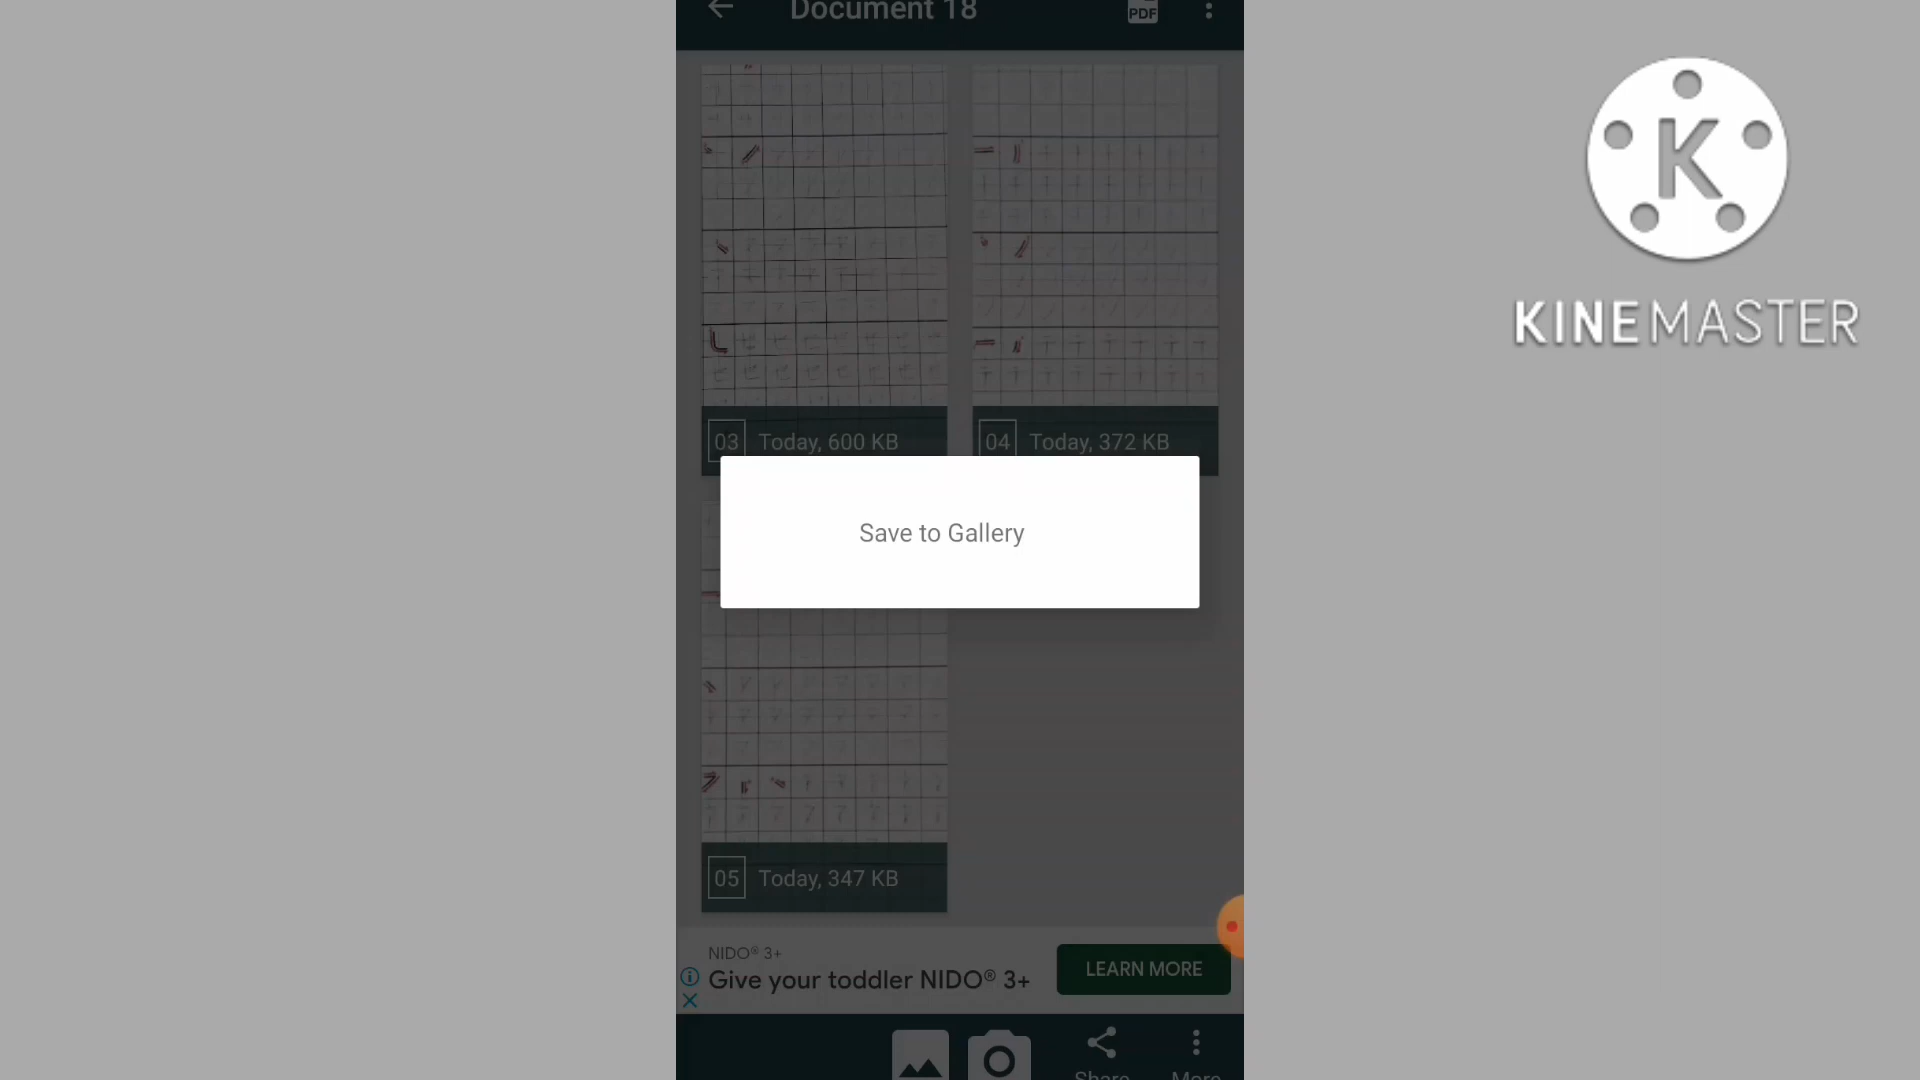 Document 18
PDF
03 Today, 600 KB
04 Today, 372 KB
Save to Gallery
05 Today, 347 KB
NIDO® 3+
Give your toddler NIDO® 3+
LEARN MORE
Share
More
K
KINEMASTER